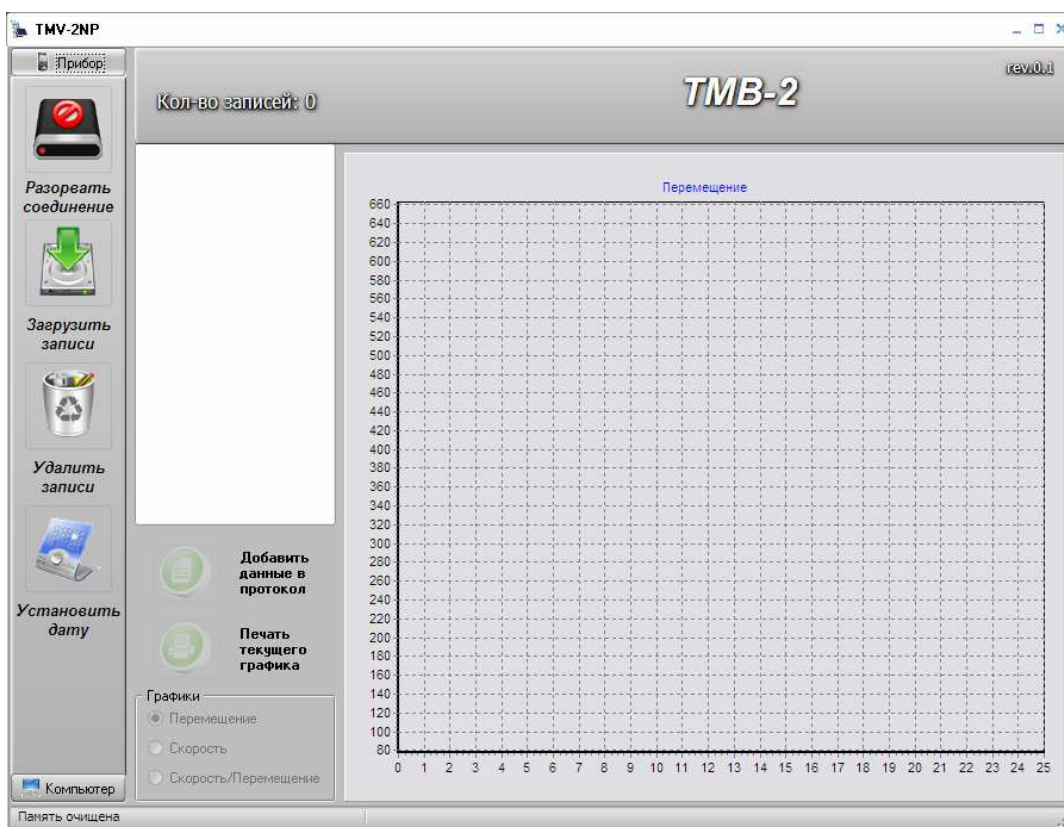 TMV-2NP
Прибор
rev.0.1
Кол-во записей: 0
ТМВ-2
Разорвать
соединение
Загрузить
записи
Удалить
записи
Установить
дату
Компьютер
Добавить
данные в
протокол
Печать
текущего
графика
Графики
Перемещение
Скорость
Скорость/Перемещение
Перемещение
660
640
620
600
580
560
540
520
500
480
460
440
420
400
380
360
340
320
300
280
260
240
220
200
180
160
140
120
100
80
0 1 2 3 4 5 6 7 8 9 10 11 12 13 14 15 16 17 18 19 20 21 22 23 24 25
Память очищена